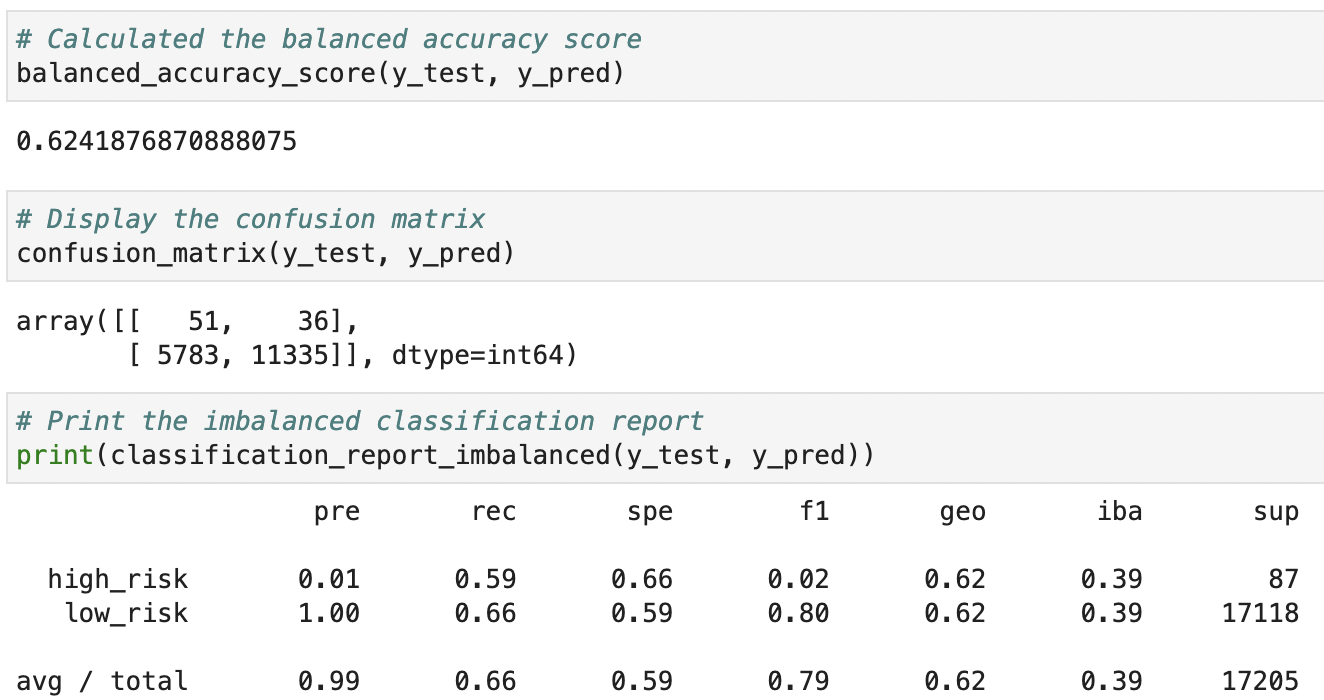 # Calculated the balanced accuracy score
balanced_accuracy_score(y_test, y_pred)
0.6241876870888075
# Display the confusion matrix
confusion_matrix(y_test, y_pred)
array([[   51,    36],
       [ 5783, 11335]], dtype=int64)
# Print the imbalanced classification report
print(classification_report_imbalanced(y_test, y_pred))
                   pre       rec       spe        f1       geo       iba       sup
  high_risk       0.01      0.59      0.66      0.02      0.62      0.39        87
   low_risk       1.00      0.66      0.59      0.80      0.62      0.39     17118
avg / total       0.99      0.66      0.59      0.79      0.62      0.39     17205